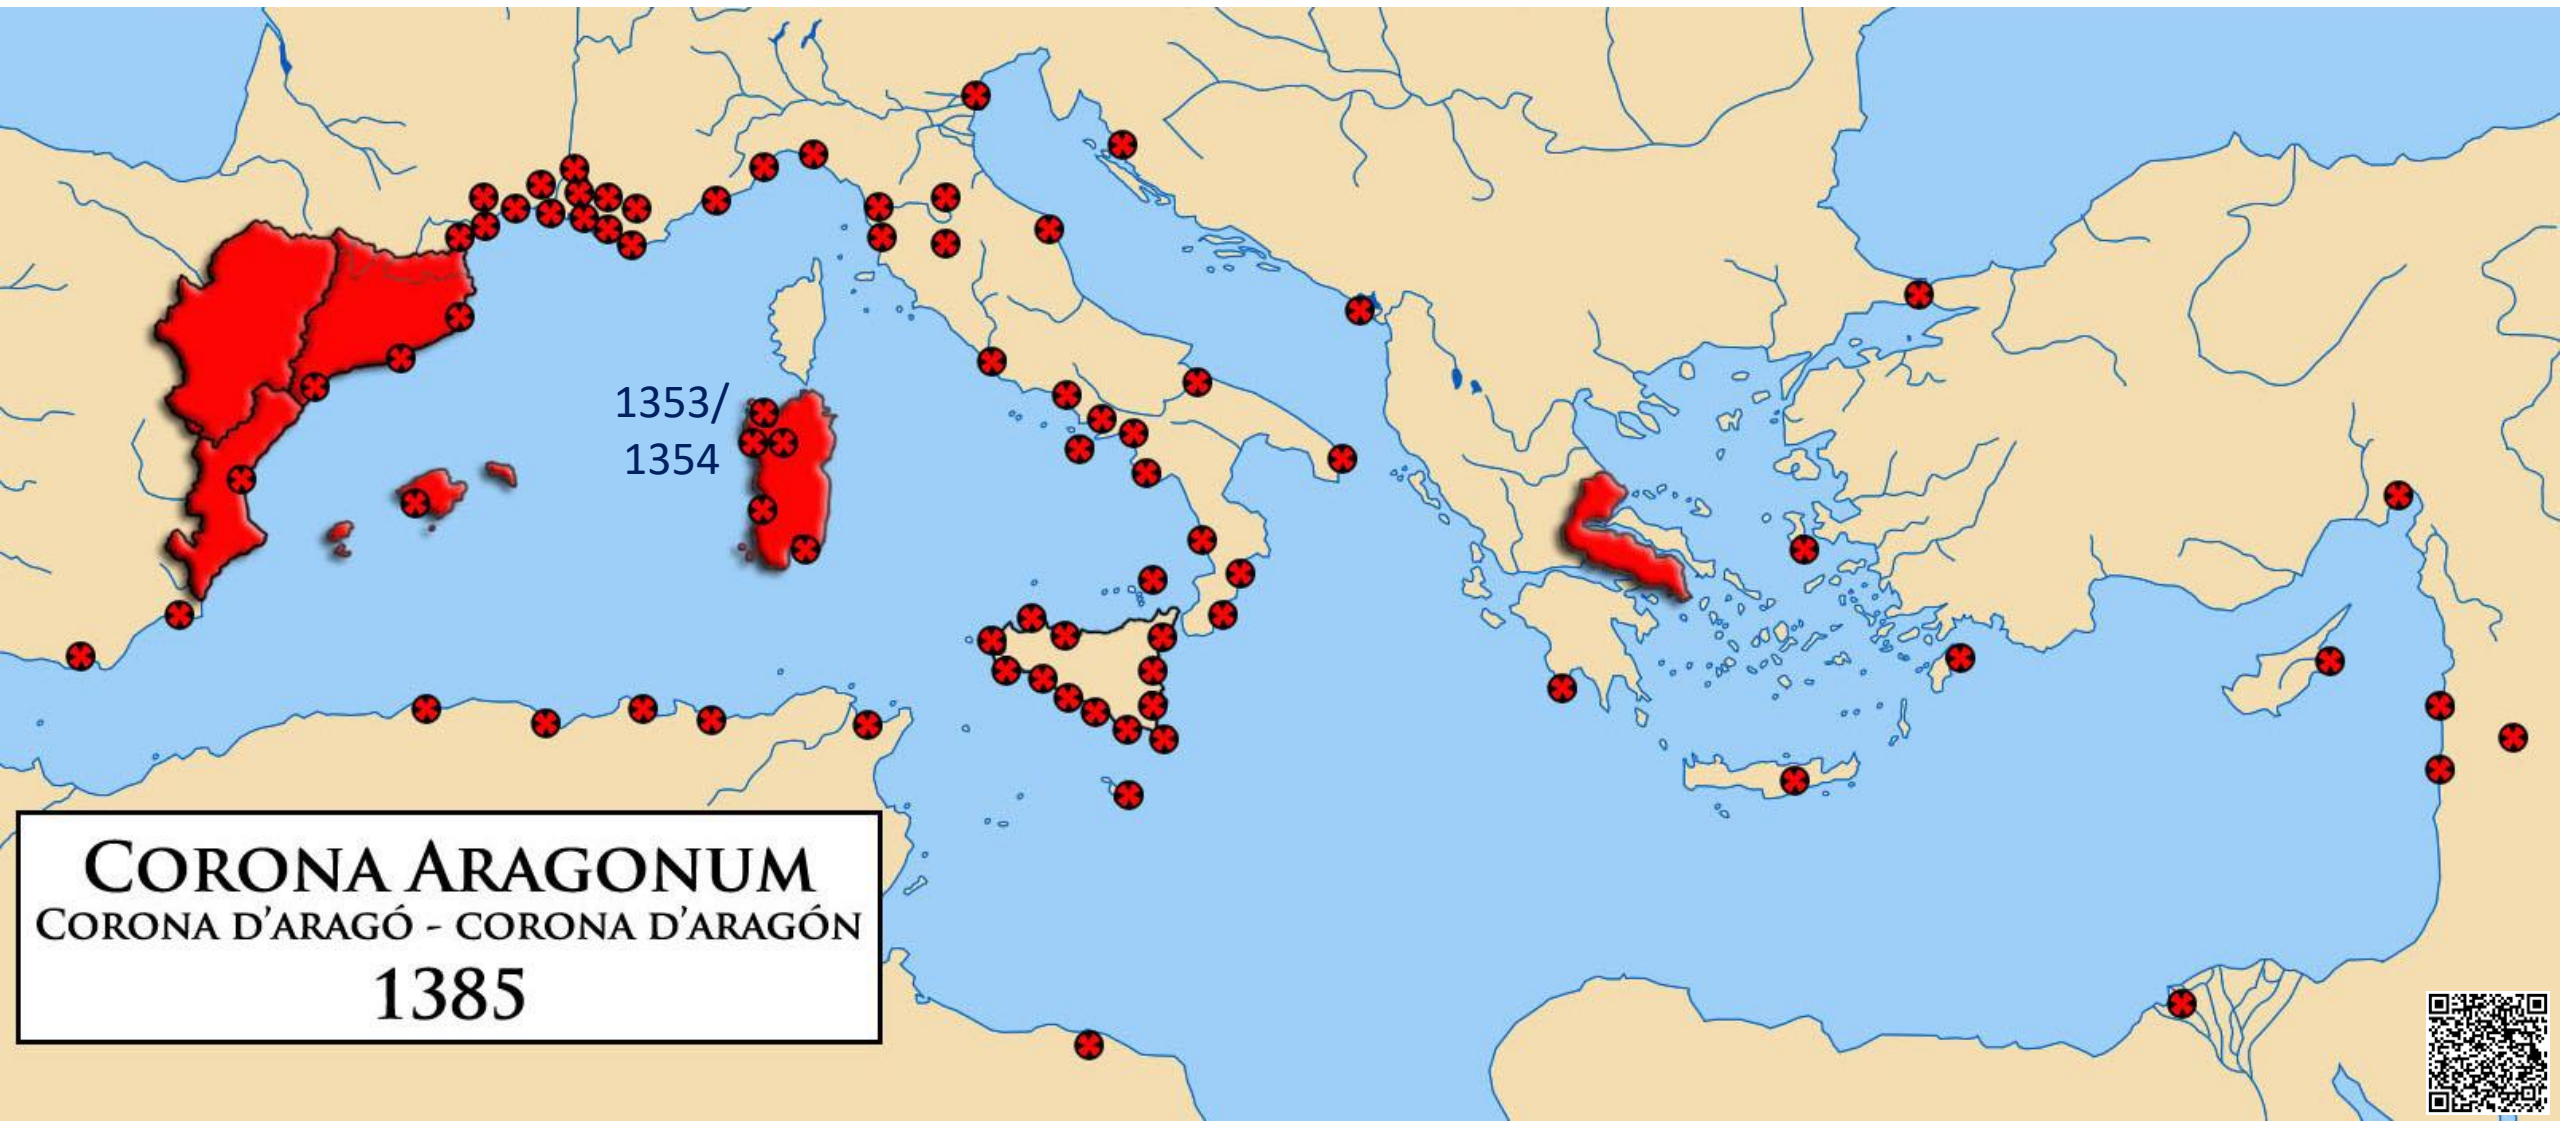 1353/
1354
CORONA ARAGONUM
CORONA D'ARAGÓ - CORONA D'ARAGÓN
1385